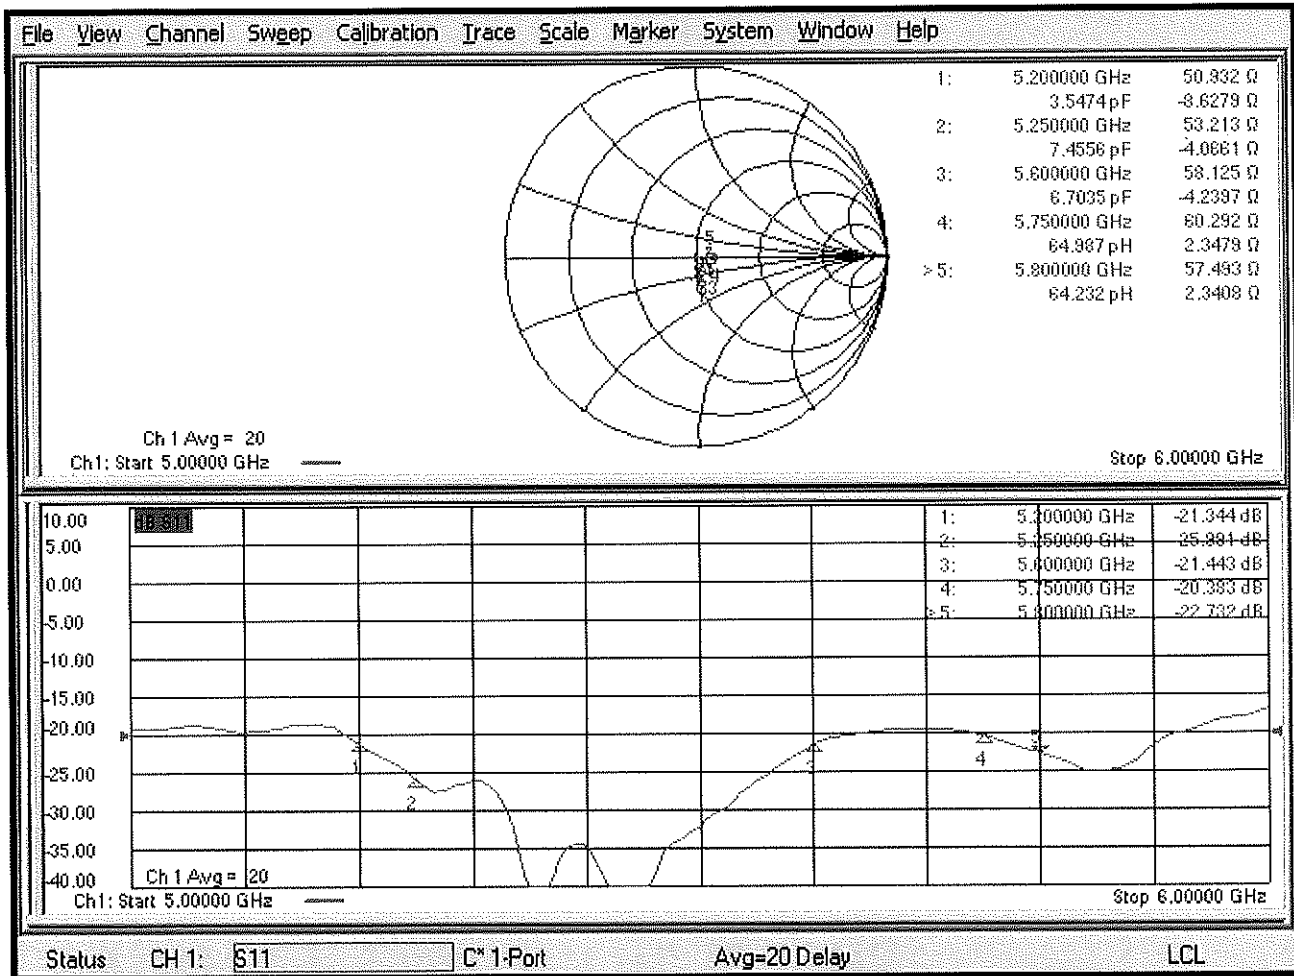 File View Channel Sweep Calibration Trace Scale Marker System Window Help
1: 5.200000 GHz 50.932 Ω
3.5474 pF -8.6279 Ω
2: 5.250000 GHz 53.213 Ω
7.4556 pF -4.0661 Ω
3: 5.600000 GHz 58.125 Ω
6.7035 pF -4.2397 Ω
4: 5.750000 GHz 60.292 Ω
64.987 pH 2.3479 Ω
> 5: 5.800000 GHz 57.493 Ω
64.232 pH 2.3408 Ω
5
Ch 1 Avg = 20
Ch1: Start 5.00000 GHz
Stop 6.00000 GHz
dB S11
10.00
5.00
0.00
-5.00
-10.00
-15.00
-20.00
-25.00
-30.00
-35.00
-40.00
1: 5.200000 GHz -21.344 dB
2: 5.250000 GHz -25.991 dB
3: 5.600000 GHz -21.443 dB
4: 5.750000 GHz -20.383 dB
> 5: 5.800000 GHz -22.732 dB
1
2
3
4
Ch 1 Avg = 20
Ch1: Start 5.00000 GHz
Stop 6.00000 GHz
Status CH 1: S11 C* 1-Port Avg=20 Delay LCL